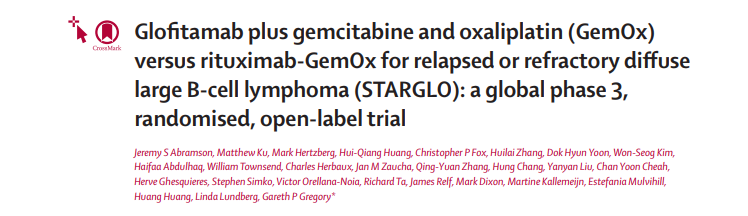 CrossMark
Glofitamab plus gemcitabine and oxaliplatin (GemOx)
versus rituximab-GemOx for relapsed or refractory diffuse
large B-cell lymphoma (STARGLO): a global phase 3,
randomised, open-label trial
Jeremy S Abramson, Matthew Ku, Mark Hertzberg, Hui-Qiang Huang, Christopher P Fox, Huilai Zhang, Dok Hyun Yoon, Won-Seog Kim,
Haifaa Abdulhaq, William Townsend, Charles Herbaux, Jan M Zaucha, Qing-Yuan Zhang, Hung Chang, Yanyan Liu, Chan Yoon Cheah,
Herve Ghesquieres, Stephen Simko, Victor Orellana-Noia, Richard Ta, James Relf, Mark Dixon, Martine Kallemeijn, Estefania Mulvihill,
Huang Huang, Linda Lundberg, Gareth P Gregory*